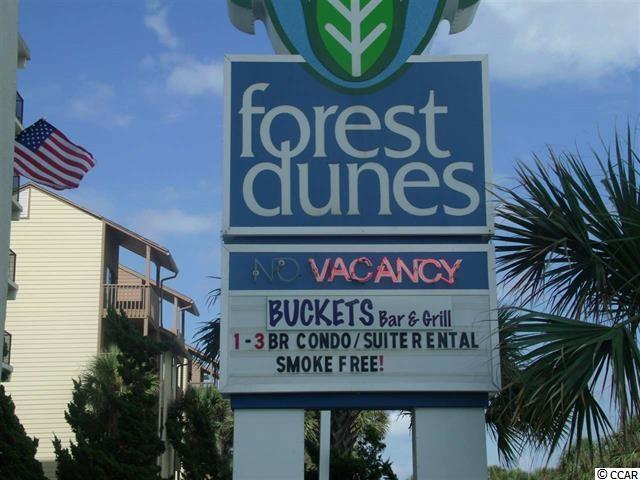 forest
dunes
NO VACANCY
BUCKETS Bar & Grill
1-3 BR CONDO/SUITE RENTAL
SMOKE FREE!
© CCAR